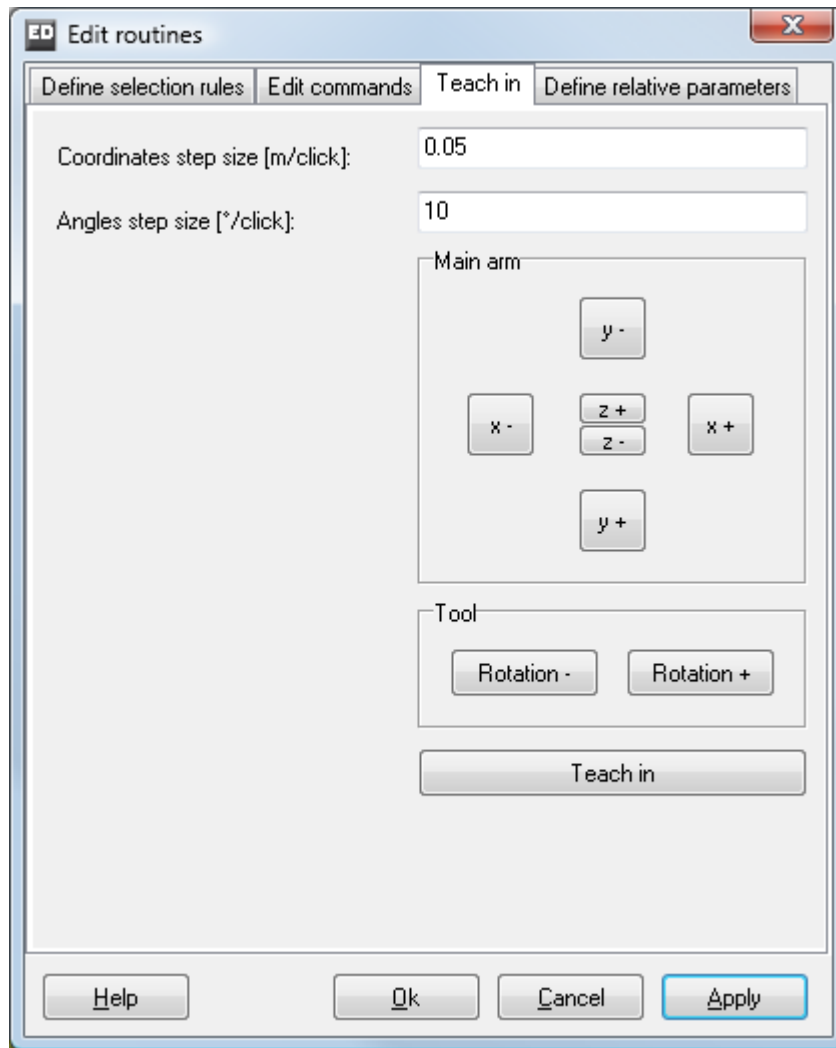 ED Edit routines
Define selection rules Edit commands Teach in Define relative parameters
Coordinates step size [m/click]: 0.05
Angles step size [°/click]: 10
Main arm
y -
x - z + x +
z -
y +
Tool
Rotation - Rotation +
Teach in
Help Ok Cancel Apply